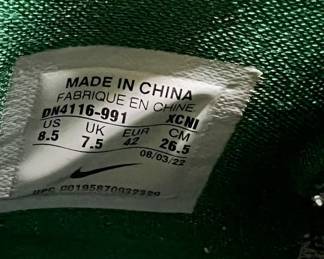 MADE IN CHINA
FABRIQUE EN CHINE
DN4116-991 XCNI
US UK EUR CM
8.5 7.5 42 26.5
08/03/22
UPC